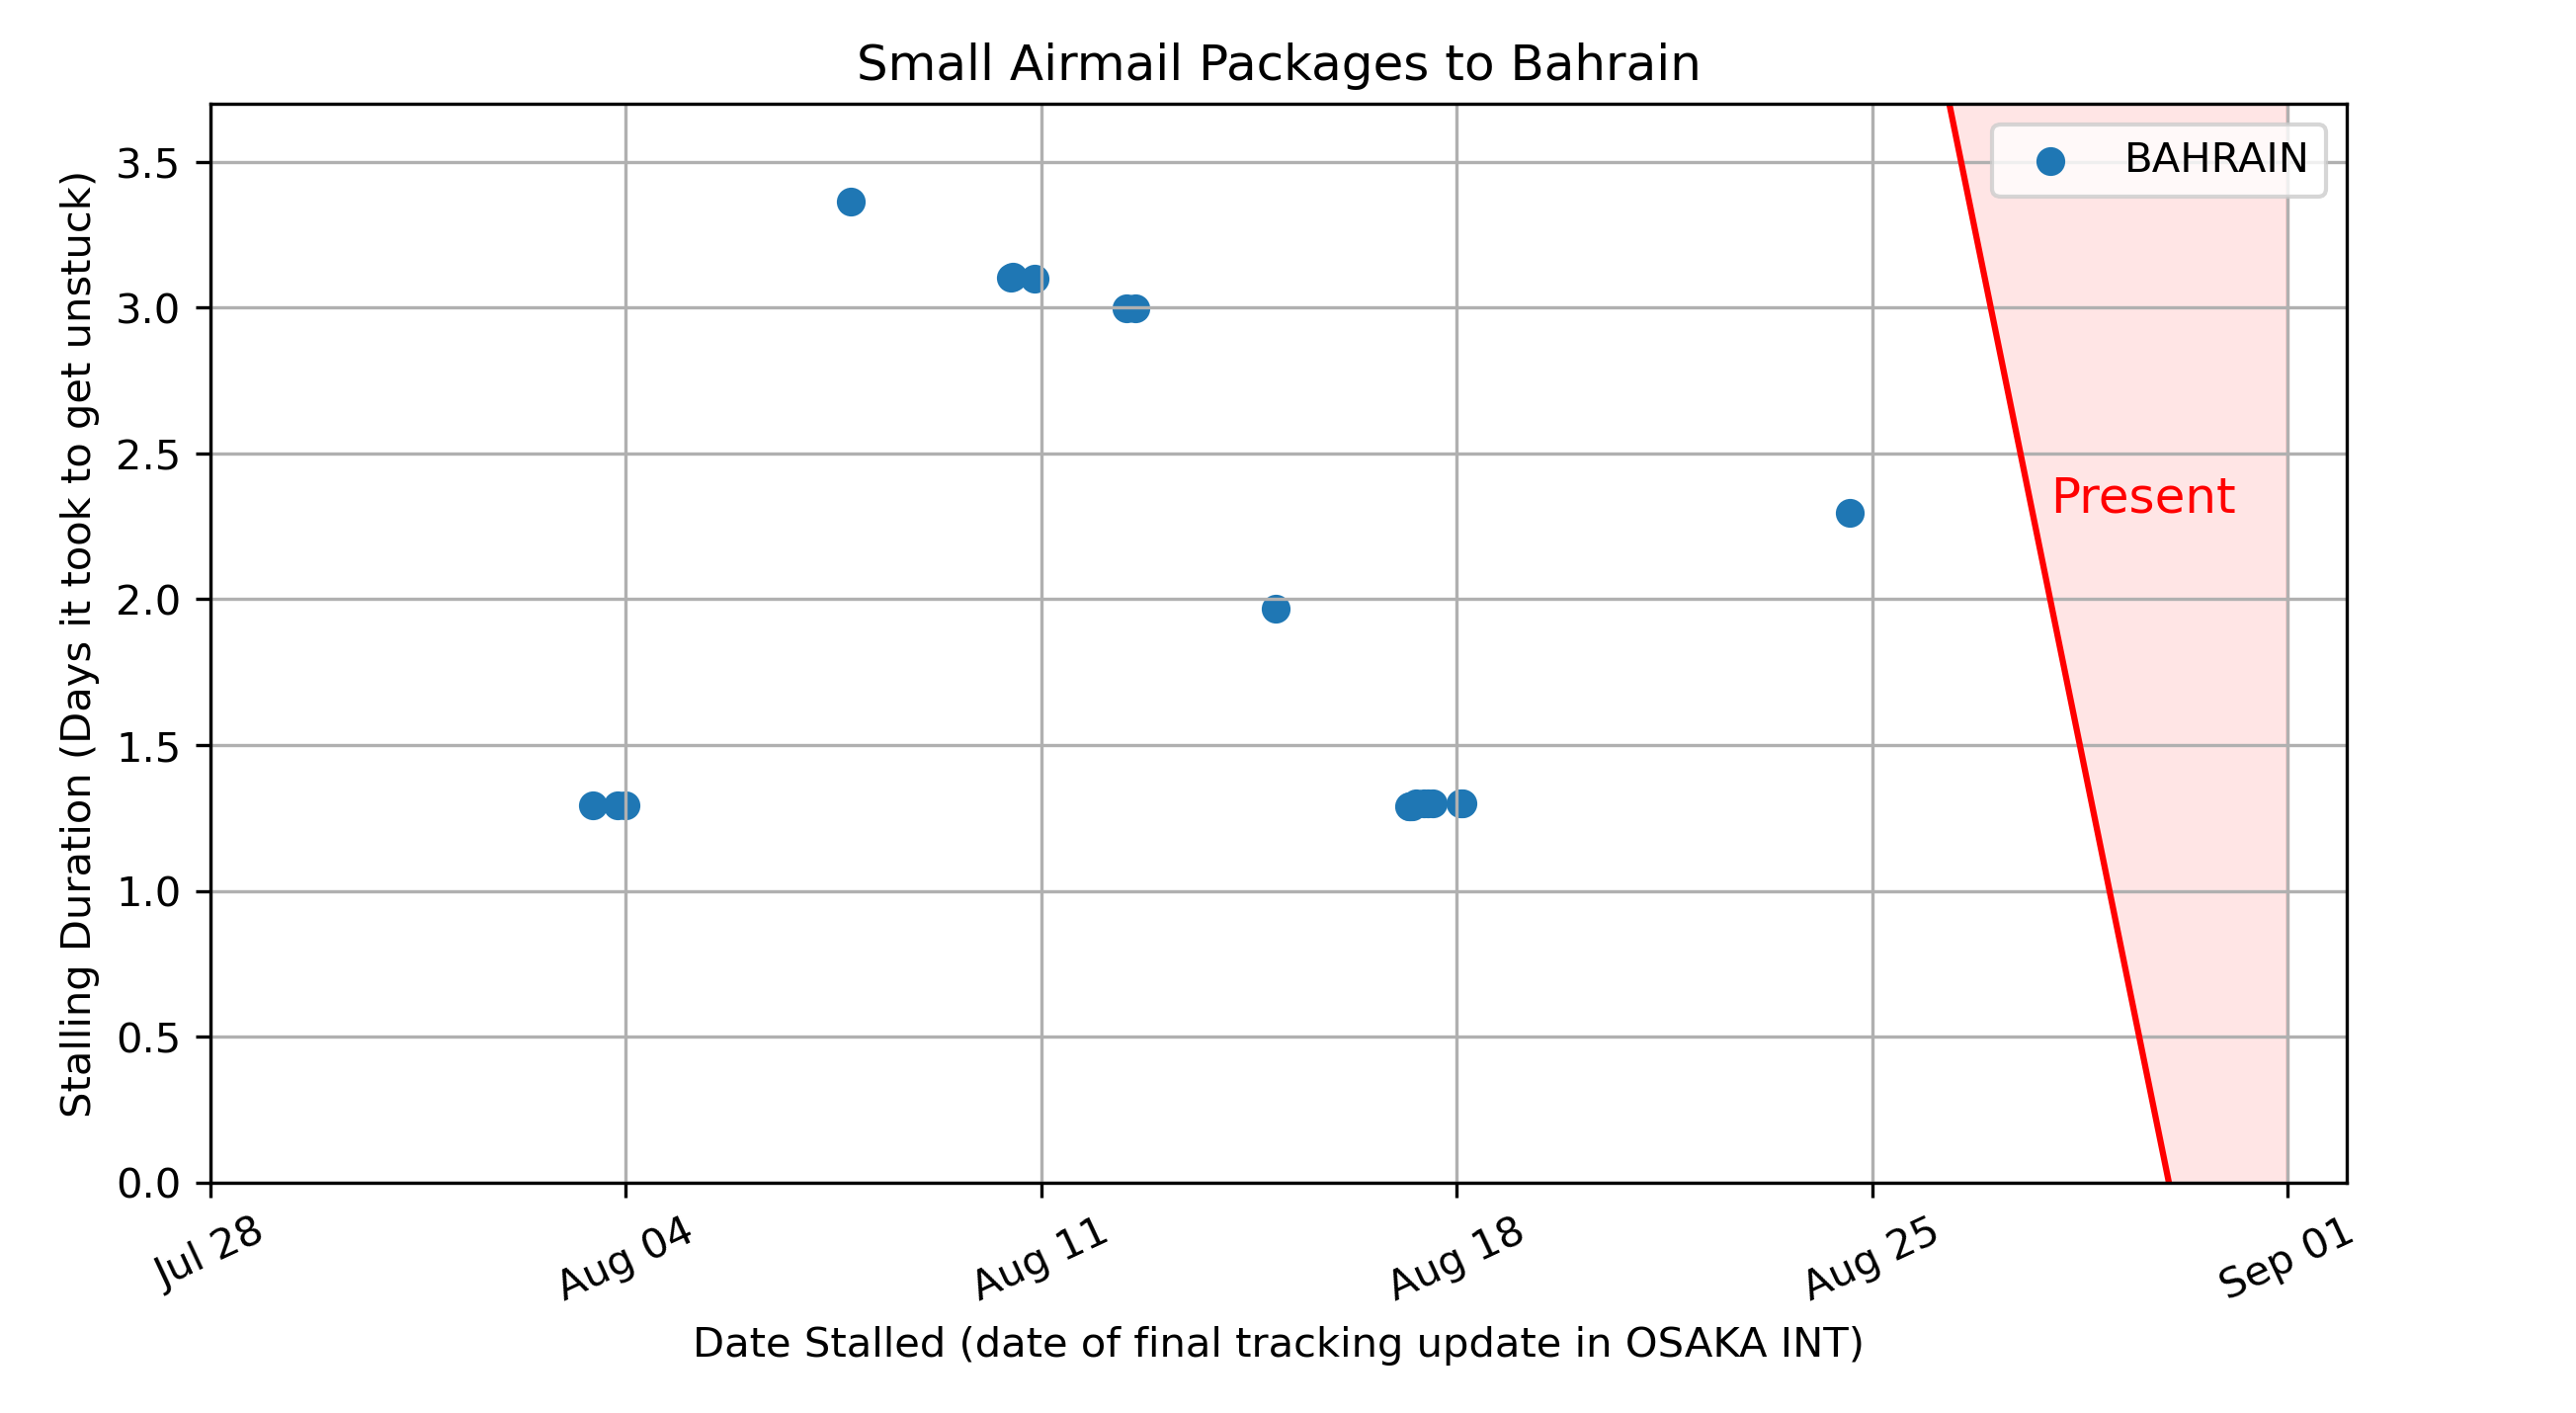 Small Airmail Packages to Bahrain
BAHRAIN
Present
Stalling Duration (Days it took to get unstuck)
3.5
3.0
2.5
2.0
1.5
1.0
0.5
0.0
Jul 28
Aug 04
Aug 11
Aug 18
Aug 25
Sep 01
Date Stalled (date of final tracking update in OSAKA INT)